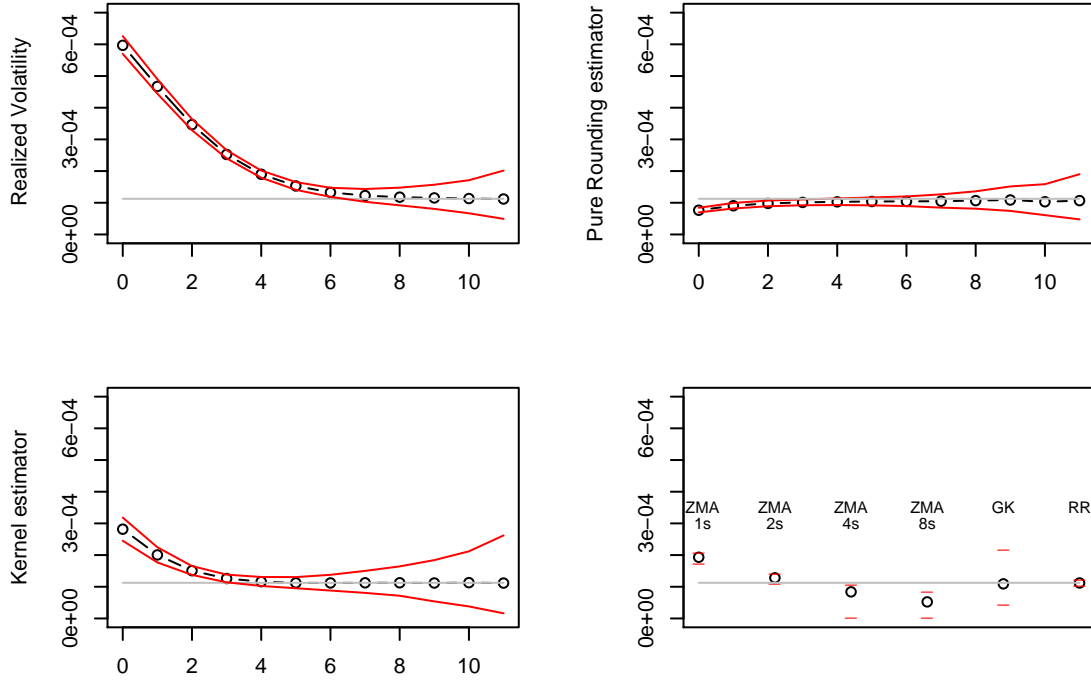 Realized Volatility
6e-04
3e-04
0e+00
0 2 4 6 8 10
Pure Rounding estimator
6e-04
3e-04
0e+00
0 2 4 6 8 10
Kernel estimator
6e-04
3e-04
0e+00
0 2 4 6 8 10
6e-04
3e-04
0e+00
ZMA ZMA ZMA ZMA GK RR
1s 2s 4s 8s